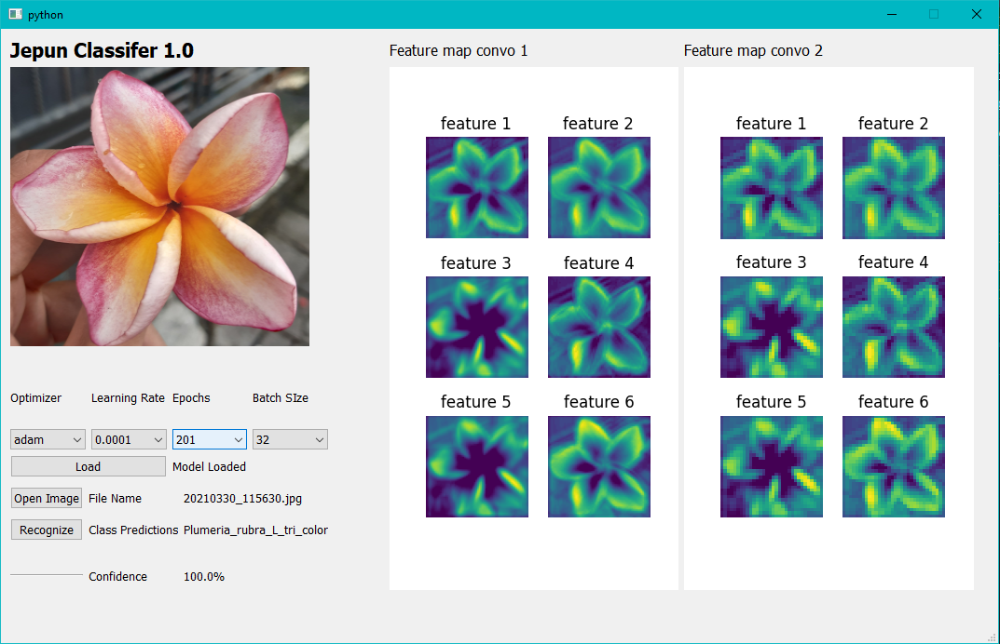 python
Jepun Classifer 1.0
Feature map convo 1
Feature map convo 2
feature 1 feature 2
feature 3 feature 4
feature 5 feature 6
feature 1 feature 2
feature 3 feature 4
feature 5 feature 6
Optimizer Learning Rate Epochs Batch SIze
adam 0.0001 201 32
Load Model Loaded
Open Image File Name 20210330_115630.jpg
Recognize Class Predictions Plumeria_rubra_L_tri_color
Confidence 100.0%